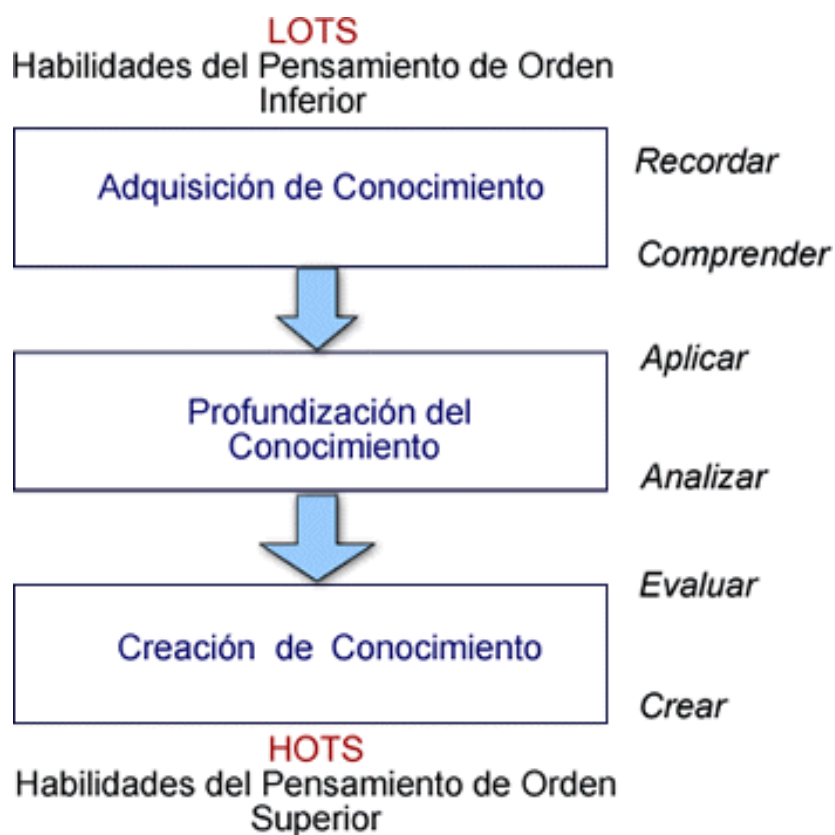 LOTS
Habilidades del Pensamiento de Orden
Inferior
Adquisición de Conocimiento
Recordar
Comprender
Profundización del
Conocimiento
Aplicar
Analizar
Creación de Conocimiento
Evaluar
Crear
HOTS
Habilidades del Pensamiento de Orden
Superior